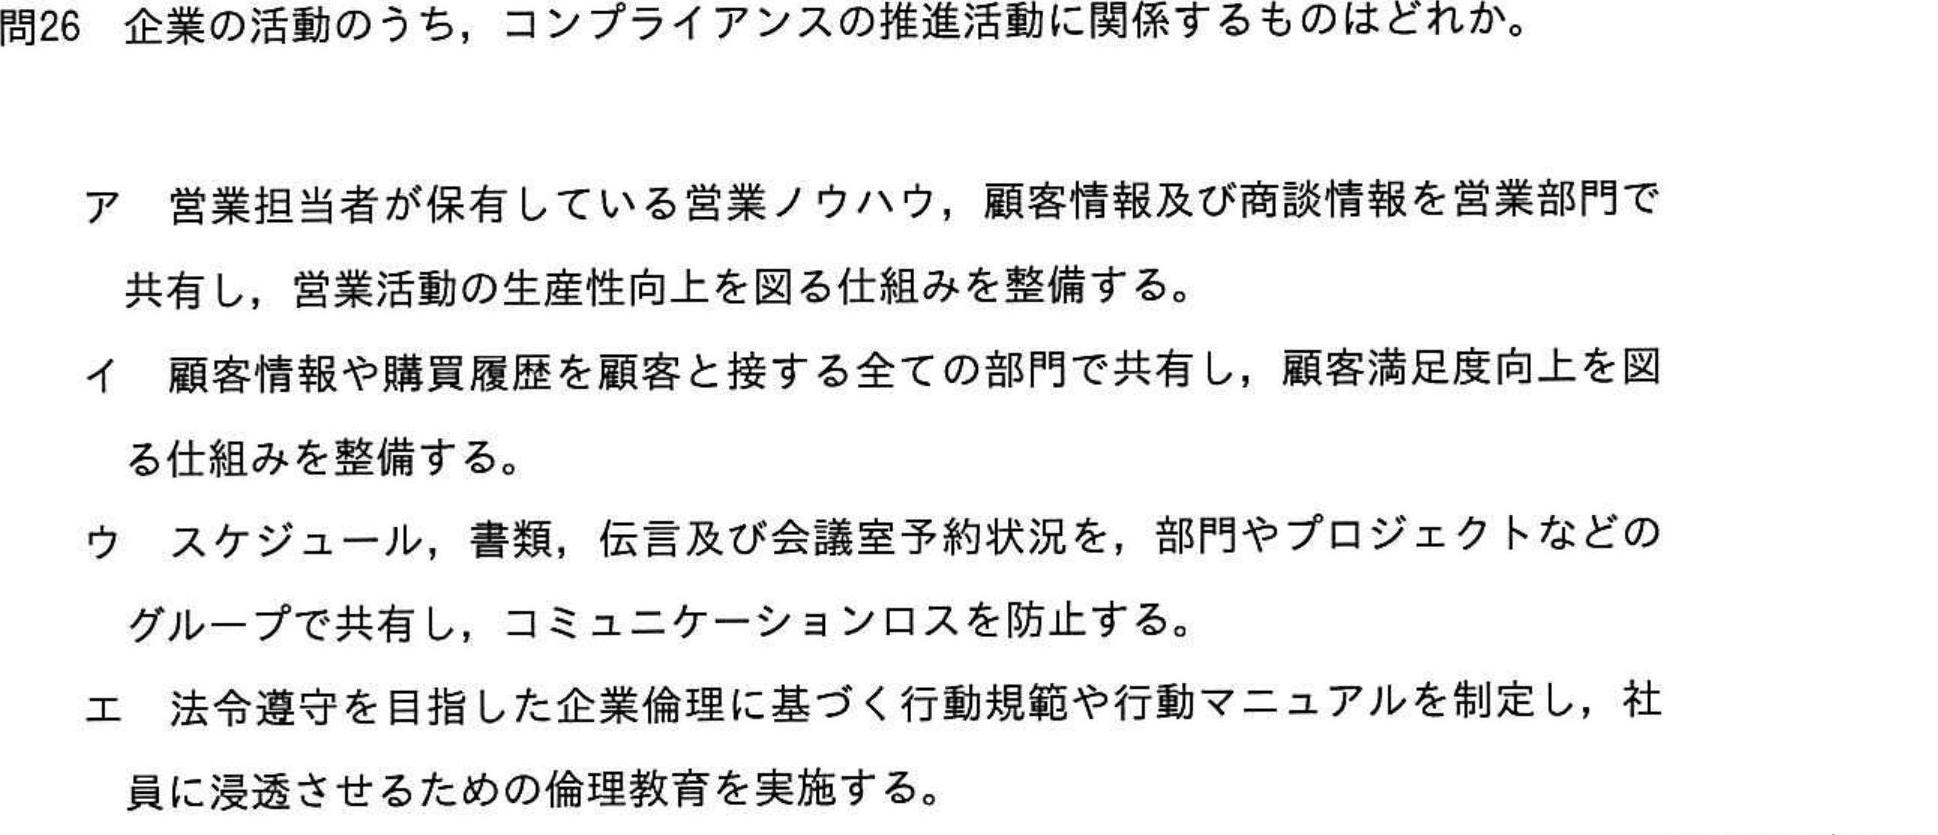 問26 企業の活動のうち，コンプライアンスの推進活動に関係するものはどれか。
ア 営業担当者が保有している営業ノウハウ，顧客情報及び商談情報を営業部門で
共有し，営業活動の生産性向上を図る仕組みを整備する。
イ 顧客情報や購買履歴を顧客と接する全ての部門で共有し，顧客満足度向上を図
る仕組みを整備する。
ウ スケジュール，書類，伝言及び会議室予約状況を，部門やプロジェクトなどの
グループで共有し，コミュニケーションロスを防止する。
エ 法令遵守を目指した企業倫理に基づく行動規範や行動マニュアルを制定し，社
員に浸透させるための倫理教育を実施する。